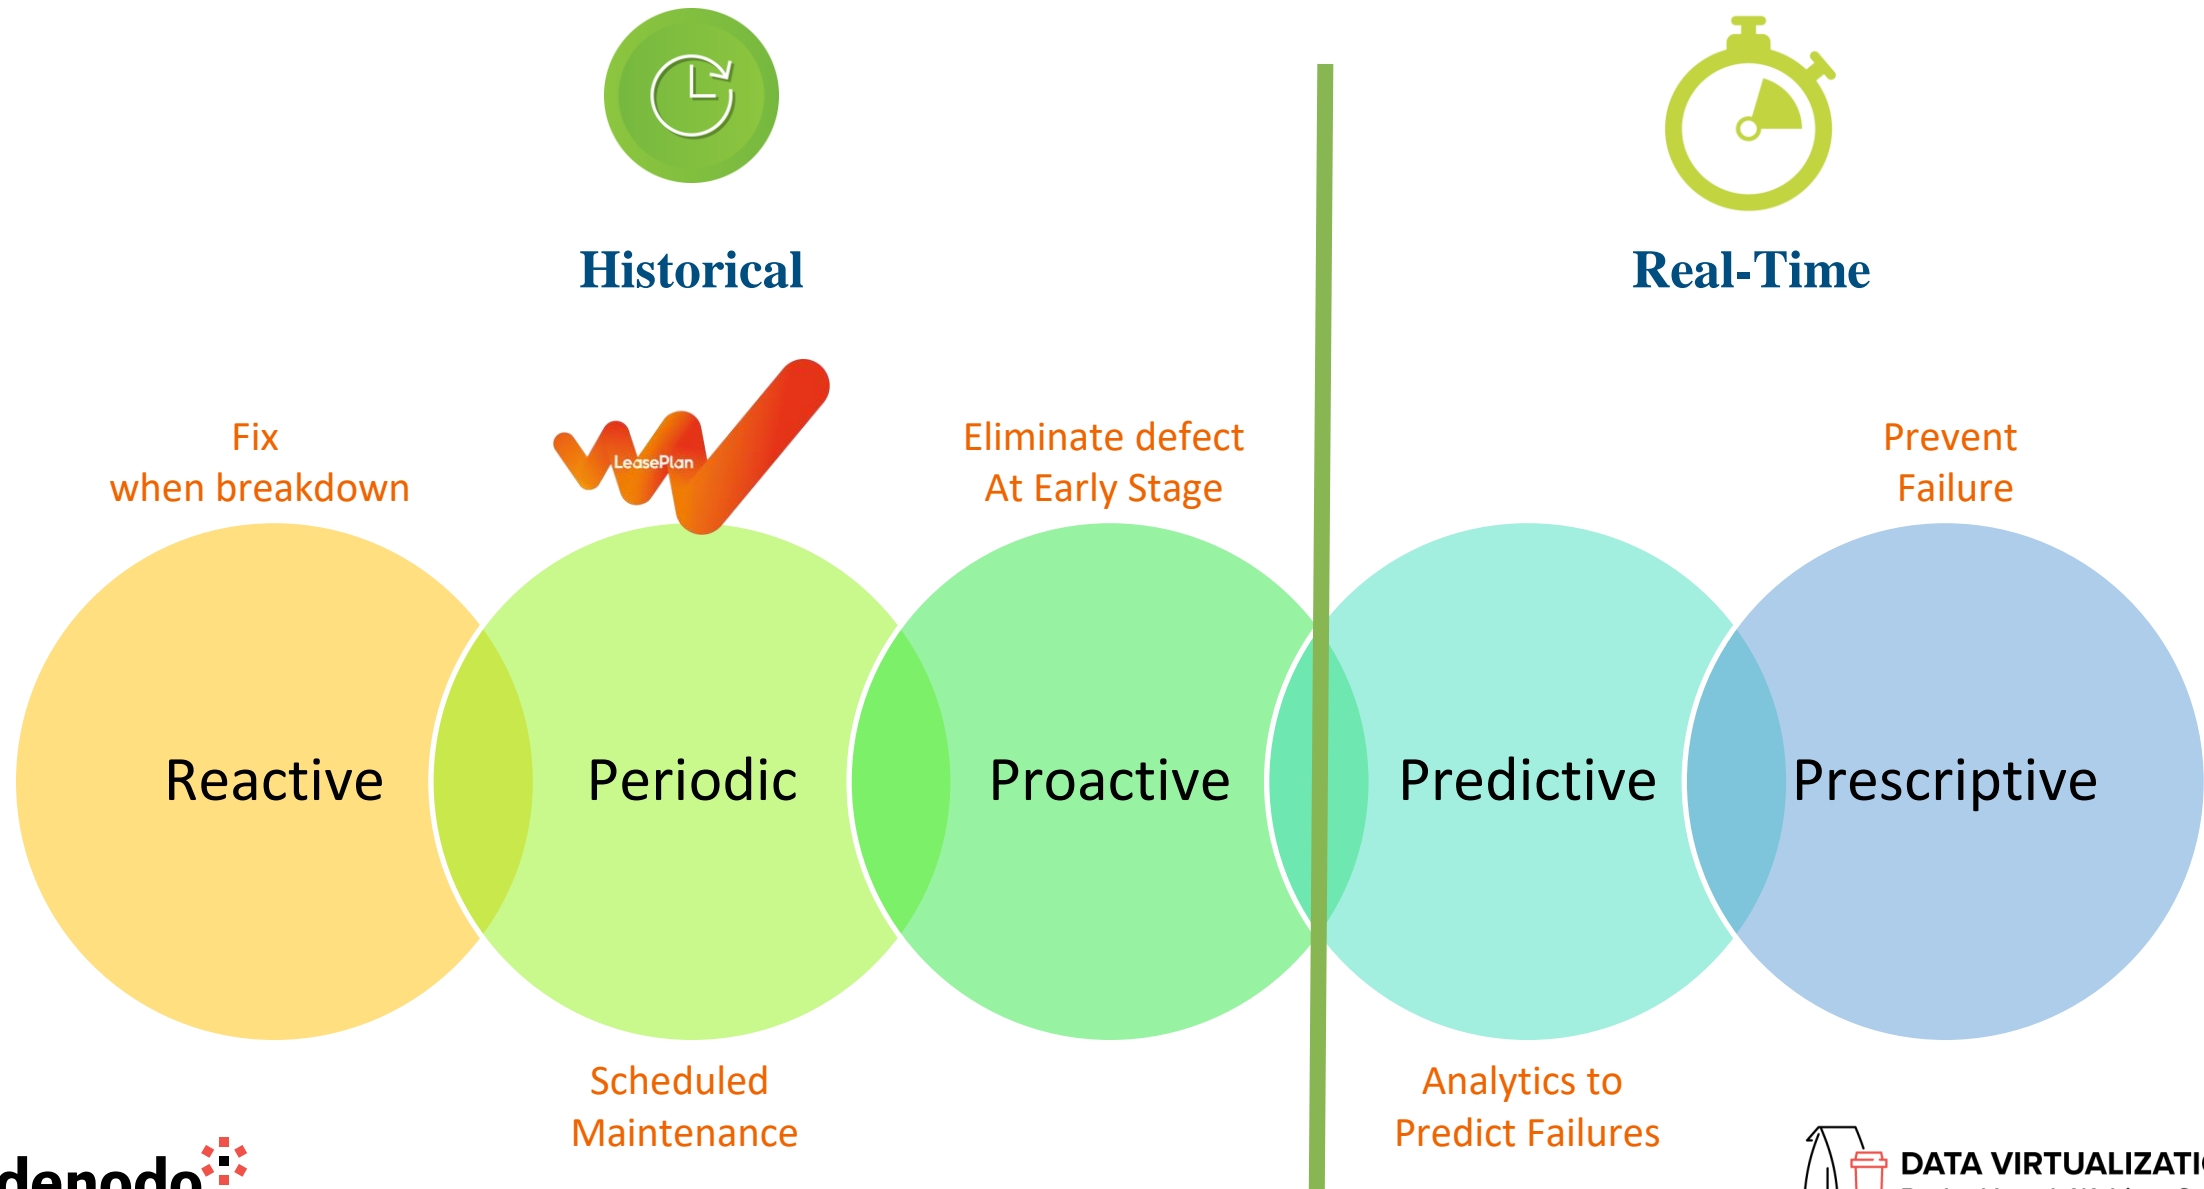 Historical
Real-Time
Fix
when breakdown
LeasePlan
Eliminate defect
At Early Stage
Prevent
Failure
Reactive
Periodic
Proactive
Predictive
Prescriptive
Scheduled
Maintenance
Analytics to
Predict Failures
denodo
DATA